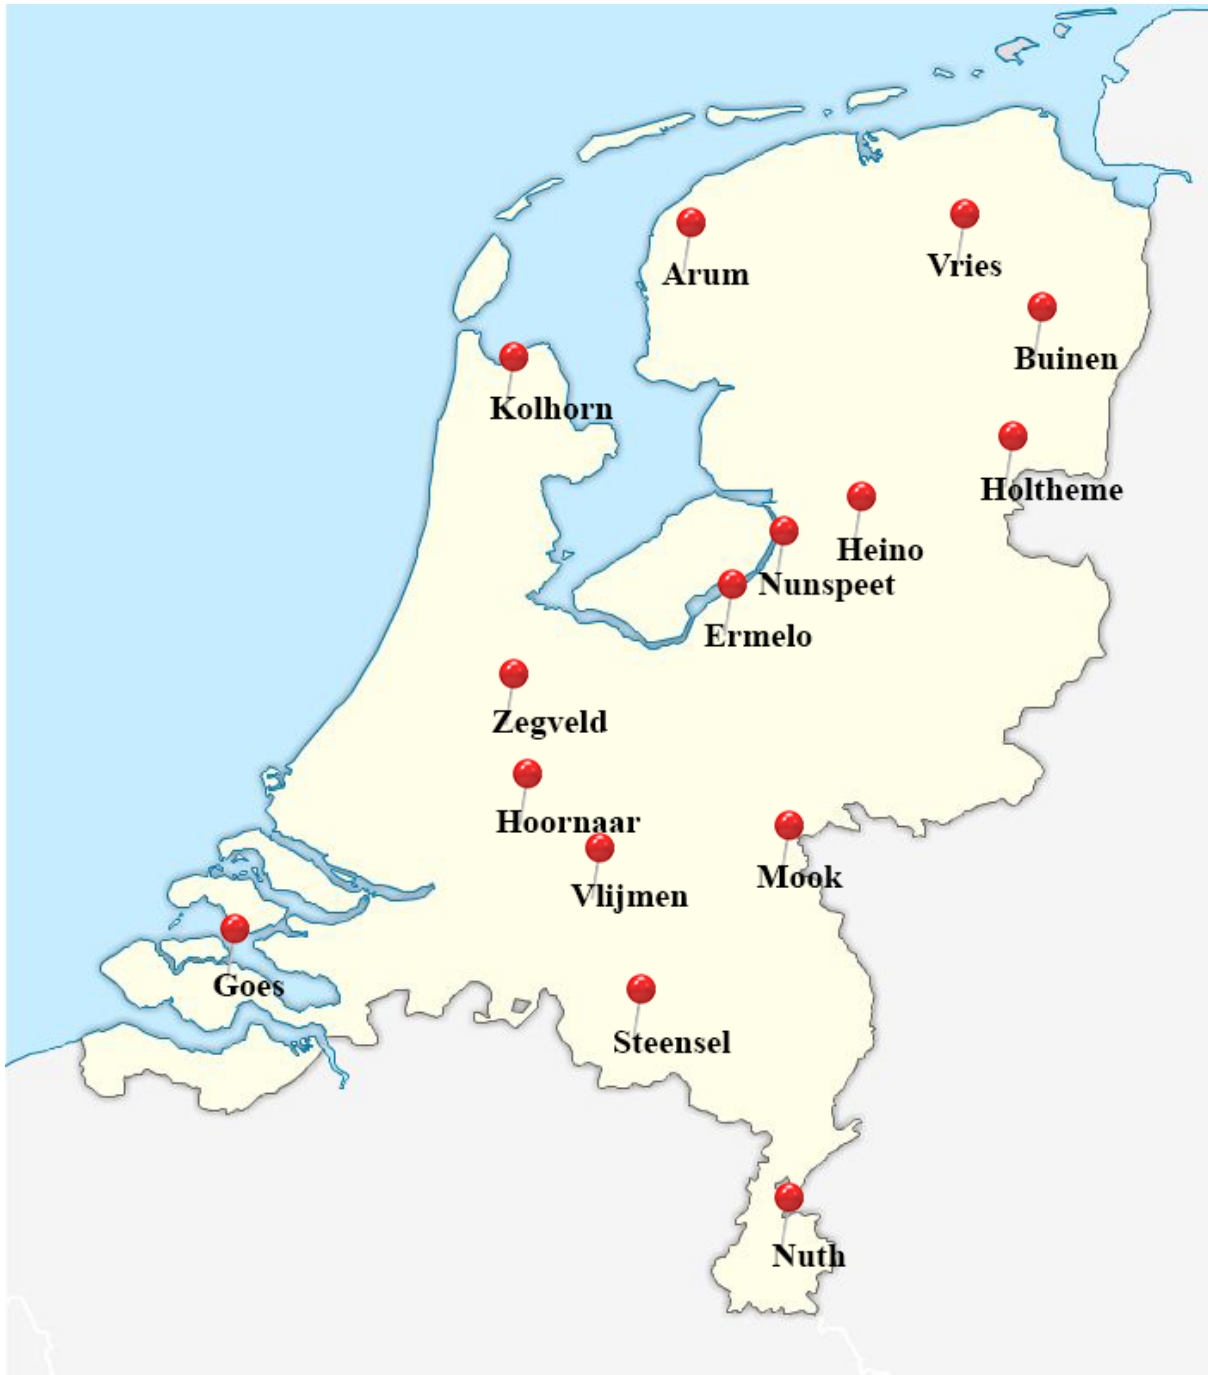 Vries
Arum
Buinen
Kolhorn
Holtheme
Heino
Nunspeet
Ermelo
Zegveld
Hoornaar
Mook
Vlijmen
Goes
Steensel
Nuth